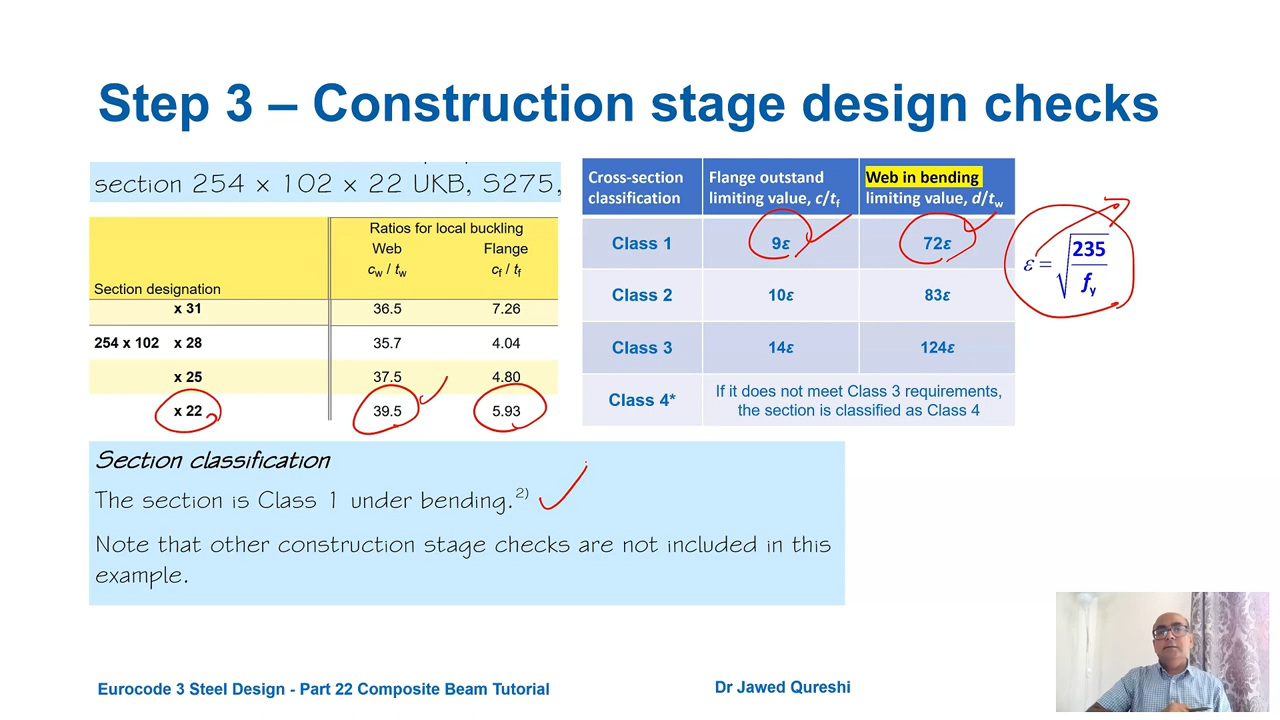 Step 3 – Construction stage design checks
section 254 x 102 x 22 UKB, S275,
Ratios for local buckling
Web Flange
cw / tw cf / tf
Section designation
x 31 36.5 7.26
254 x 102 x 28 35.7 4.04
x 25 37.5 4.80
x 22 39.5 5.93
Cross-section classification
Flange outstand limiting value, c/tf
Web in bending limiting value, d/tw
Class 1 9ε 72ε
Class 2 10ε 83ε
Class 3 14ε 124ε
Class 4* If it does not meet Class 3 requirements,
the section is classified as Class 4
ε = √235/fy
Section classification
The section is Class 1 under bending.2)
Note that other construction stage checks are not included in this
example.
Eurocode 3 Steel Design - Part 22 Composite Beam Tutorial
Dr Jawed Qureshi